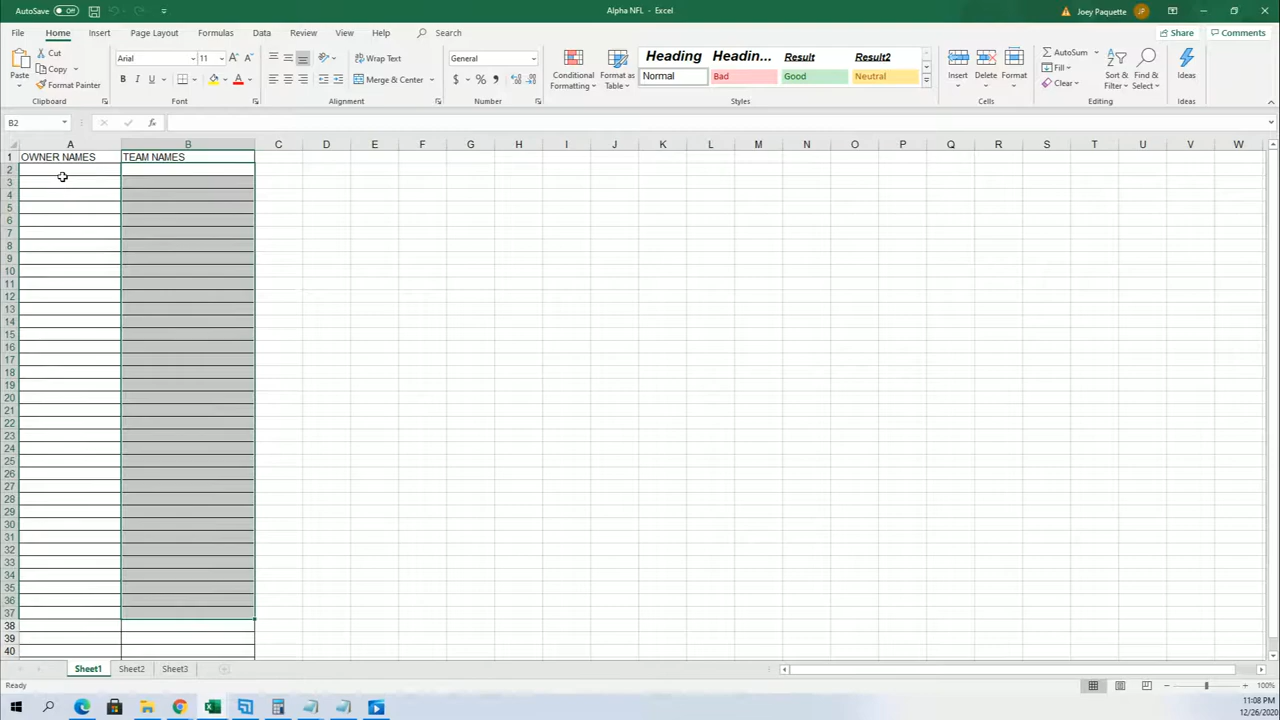 AutoSave Off
Alpha NFL - Excel
Joey Paquette JP
File Home Insert Page Layout Formulas Data Review View Help Search
Share Comments
Paste
Cut
Copy
Format Painter
Clipboard
Arial 11
B I U
Font
Wrap Text
Merge & Center
Alignment
General
$ % ,
Number
Conditional Formatting
Format as Table
Heading Headin... Result Result2
Normal Bad Good Neutral
Styles
Insert Delete Format
Cells
AutoSum
Fill
Clear
Sort & Filter
Find & Select
Editing
Ideas
Ideas
B2
fx
A B C D E F G H I J K L M N O P Q R S T U V W
1 OWNER NAMES TEAM NAMES
2
3
4
5
6
7
8
9
10
11
12
13
14
15
16
17
18
19
20
21
22
23
24
25
26
27
28
29
30
31
32
33
34
35
36
37
38
39
40
Sheet1 Sheet2 Sheet3
Ready
100%
11:08 PM
12/26/2020